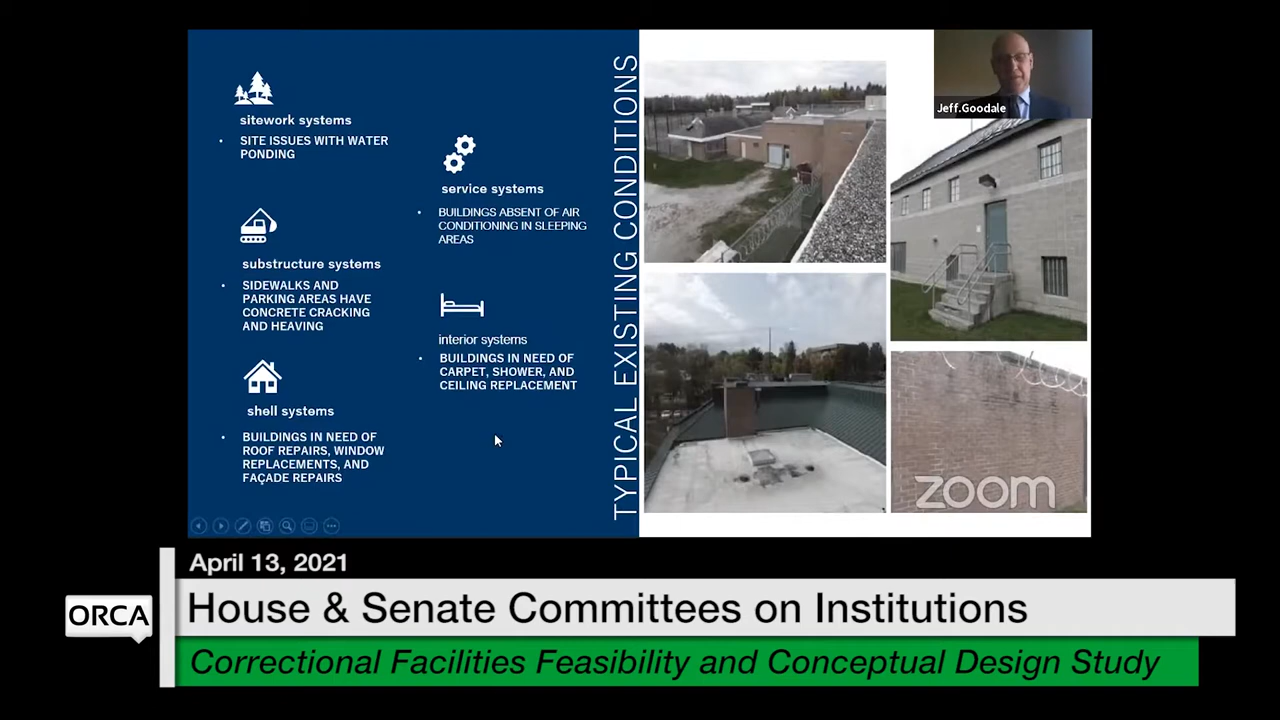 sitework systems
• SITE ISSUES WITH WATER
PONDING
substructure systems
• SIDEWALKS AND
PARKING AREAS HAVE
CONCRETE CRACKING
AND HEAVING
shell systems
• BUILDINGS IN NEED OF
ROOF REPAIRS, WINDOW
REPLACEMENTS, AND
FAÇADE REPAIRS
service systems
• BUILDINGS ABSENT OF AIR
CONDITIONING IN SLEEPING
AREAS
interior systems
• BUILDINGS IN NEED OF
CARPET, SHOWER, AND
CEILING REPLACEMENT
TYPICAL EXISTING CONDITIONS
Jeff.Goodale
zoom
April 13, 2021
ORCA
House & Senate Committees on Institutions
Correctional Facilities Feasibility and Conceptual Design Study